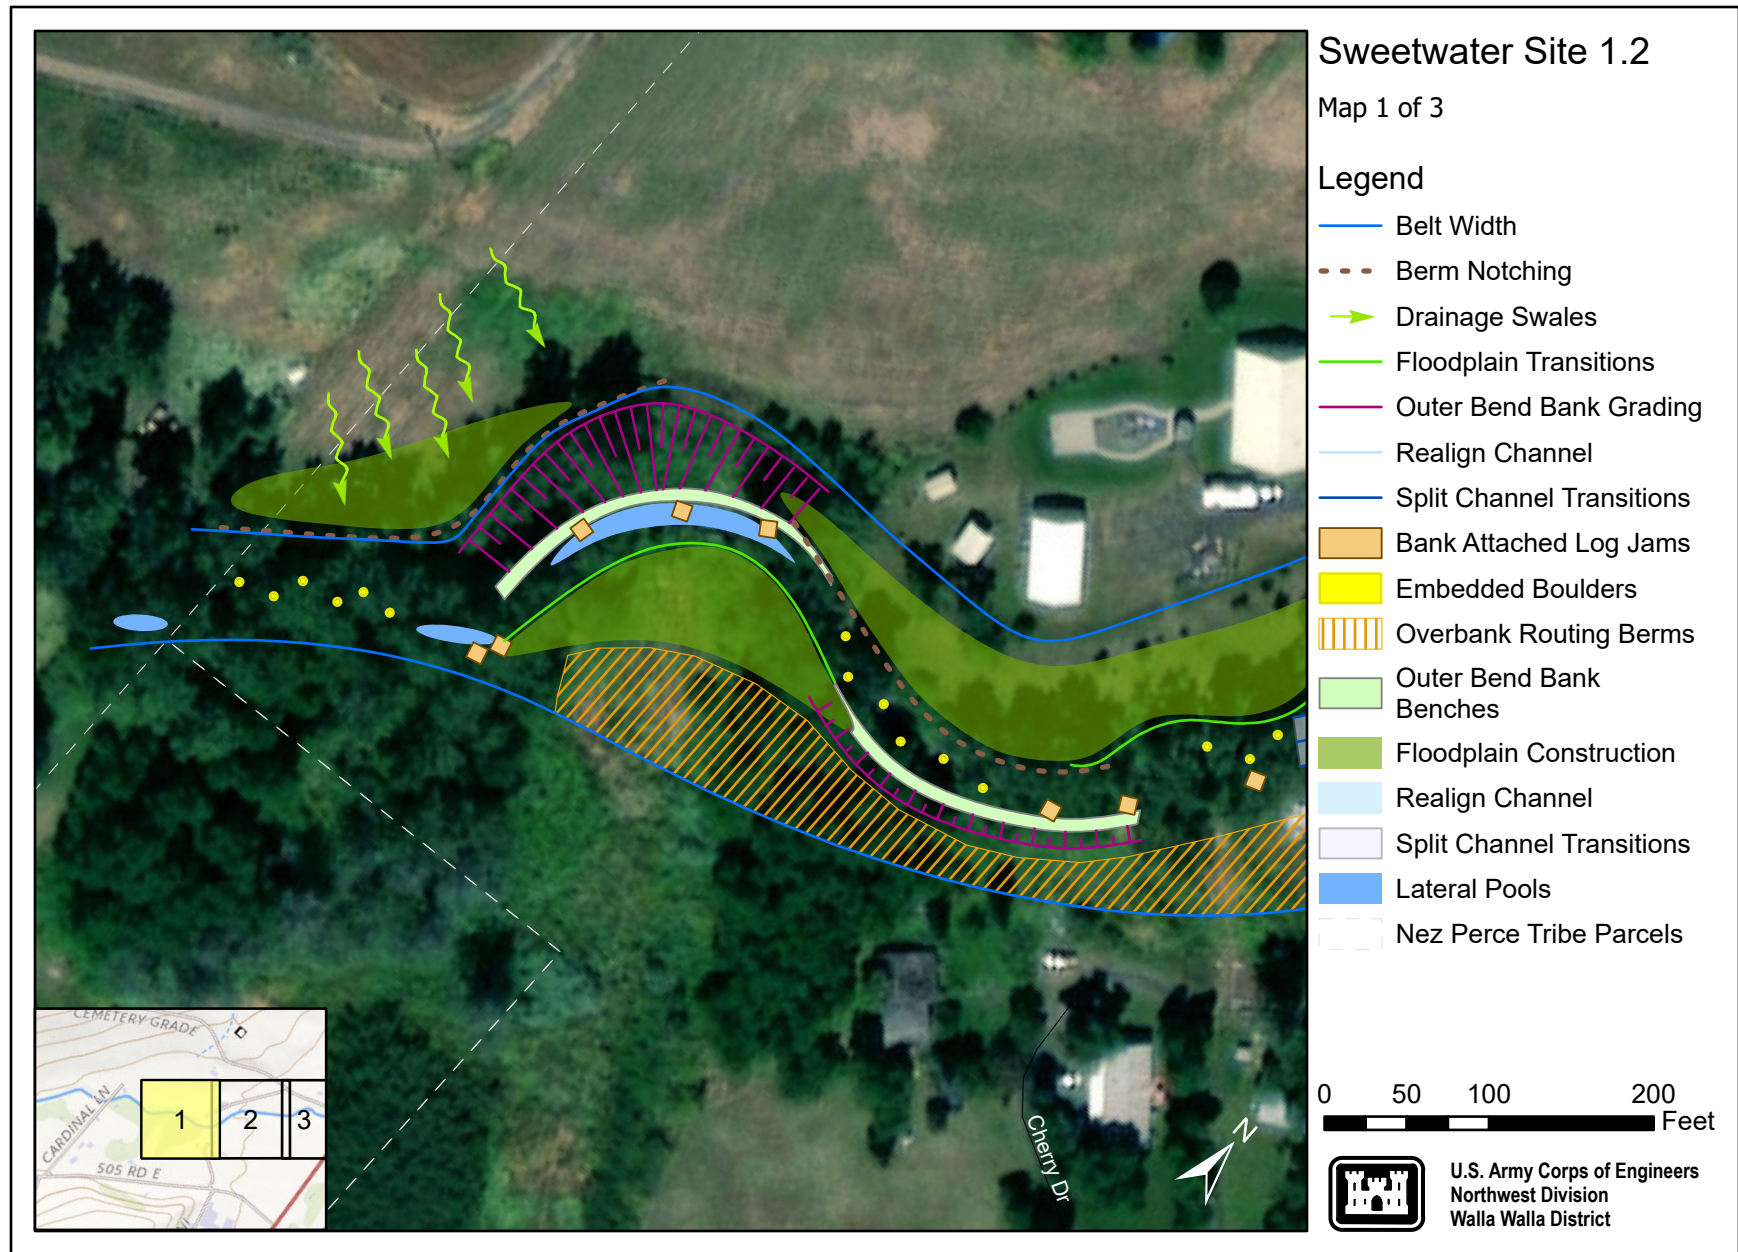 Sweetwater Site 1.2
Map 1 of 3
Legend
Belt Width
Berm Notching
Drainage Swales
Floodplain Transitions
Outer Bend Bank Grading
Realign Channel
Split Channel Transitions
Bank Attached Log Jams
Embedded Boulders
Overbank Routing Berms
Outer Bend Bank
Benches
Floodplain Construction
Realign Channel
Split Channel Transitions
Lateral Pools
Nez Perce Tribe Parcels
0 50 100 200
Feet
U.S. Army Corps of Engineers
Northwest Division
Walla Walla District
N
Cherry Dr
CEMETERY GRADE
CARDINAL LN
505 RD E
1 2 3